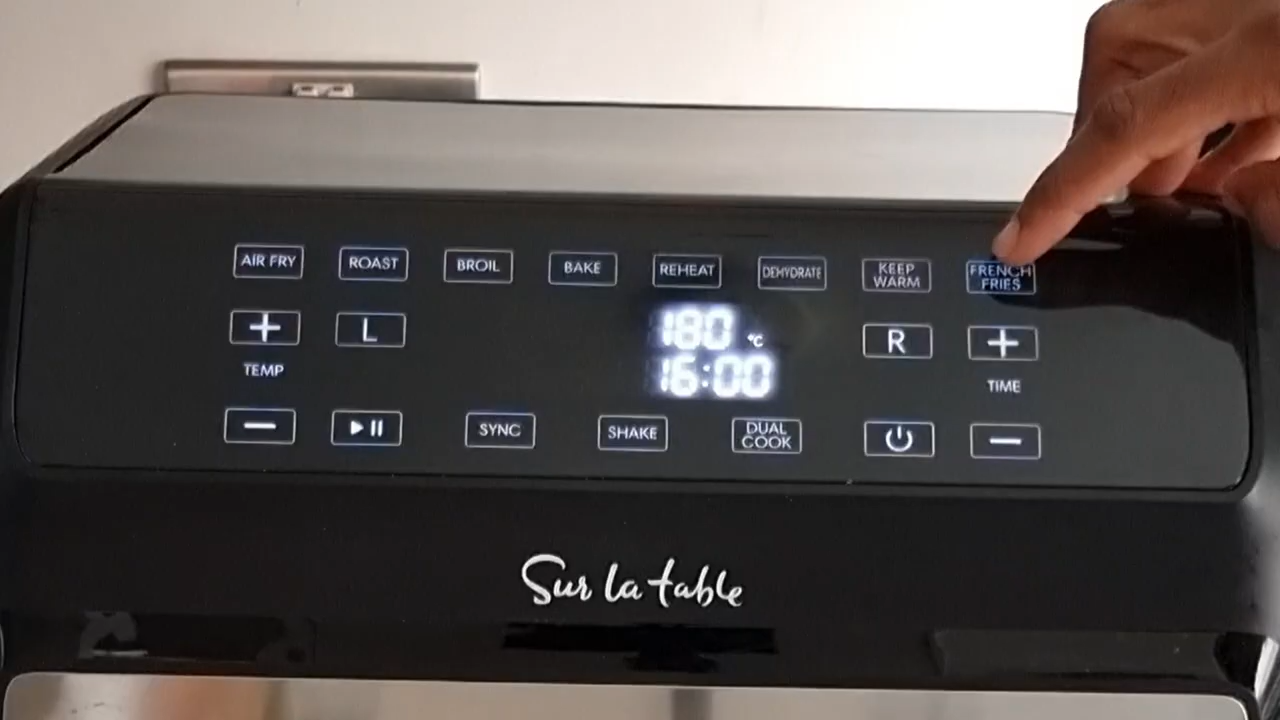 AIR FRY
ROAST
BROIL
BAKE
REHEAT
DEHYDRATE
KEEP
WARM
FRENCH
FRIES
+
L
180 °C
R
+
TEMP
16:00
TIME
−
SYNC
SHAKE
DUAL
COOK
−
Sur la table